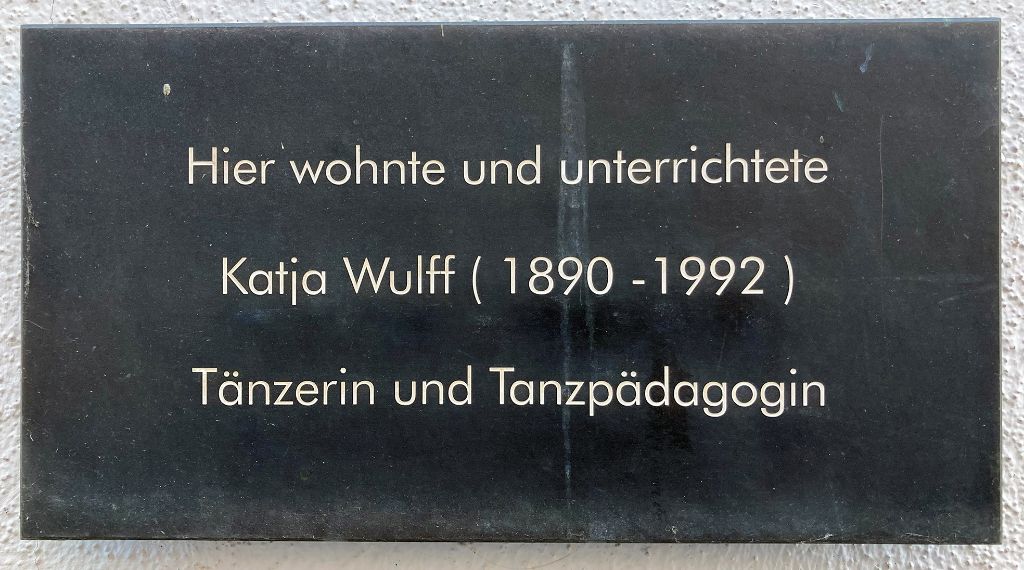 Hier wohnte und unterrichtete
Katja Wulff ( 1890 -1992 )
Tänzerin und Tanzpädagogin